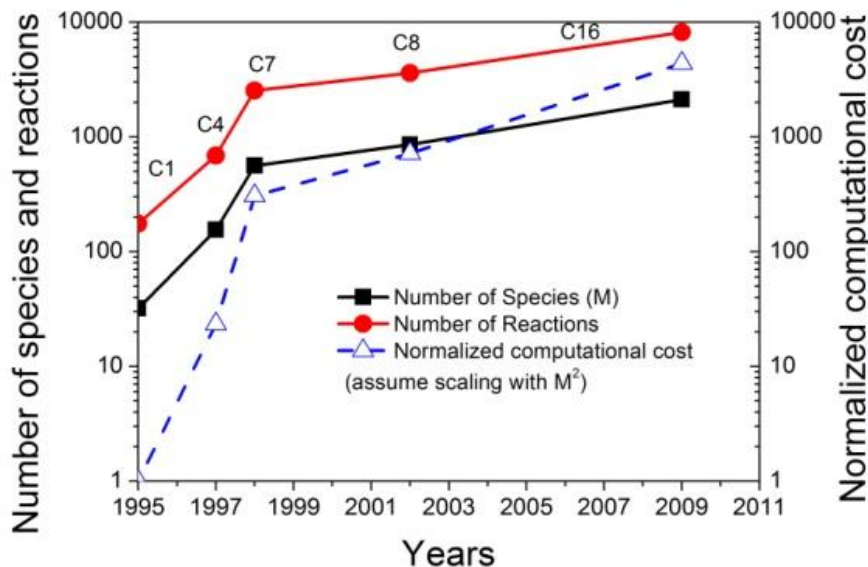 Number of species and reactions
10000
1000
100
10
1
C1
C4
C7
C8
C16
Number of Species (M)
Number of Reactions
Normalized computational cost
(assume scaling with M²)
10000
1000
100
10
1
Normalized computational cost
1995 1997 1999 2001 2003 2005 2007 2009 2011
Years